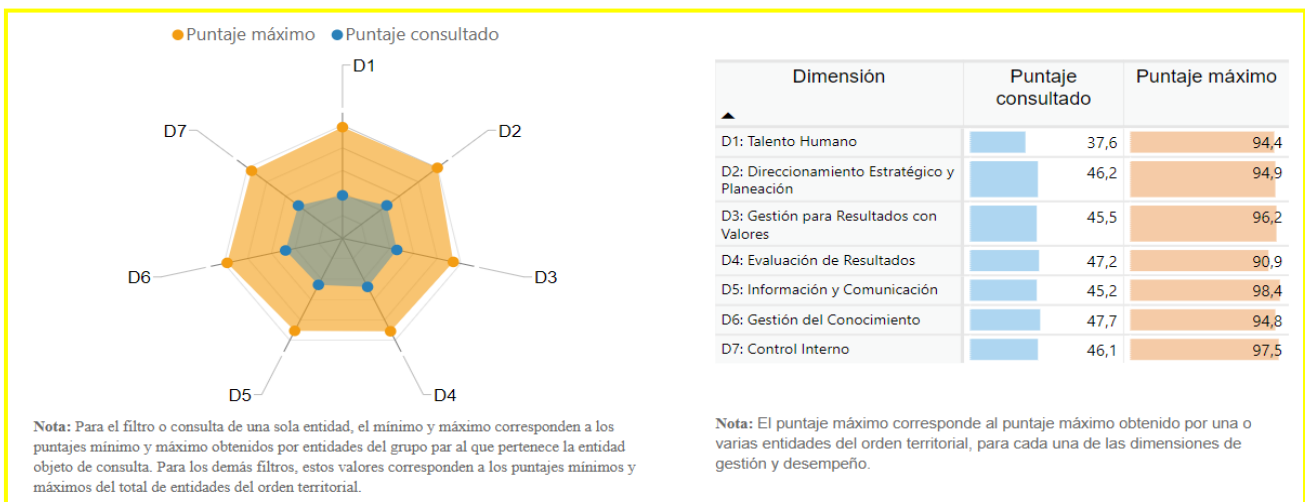 Puntaje máximo Puntaje consultado
D1
D7
D2
D6
D3
D5
D4
Nota: Para el filtro o consulta de una sola entidad, el mínimo y máximo corresponden a los
puntajes mínimo y máximo obtenidos por entidades del grupo par al que pertenece la entidad
objeto de consulta. Para los demás filtros, estos valores corresponden a los puntajes mínimos y
máximos del total de entidades del orden territorial.
Dimensión Puntaje consultado Puntaje máximo
D1: Talento Humano 37,6 94,4
D2: Direccionamiento Estratégico y
Planeación 46,2 94,9
D3: Gestión para Resultados con
Valores 45,5 96,2
D4: Evaluación de Resultados 47,2 90,9
D5: Información y Comunicación 45,2 98,4
D6: Gestión del Conocimiento 47,7 94,8
D7: Control Interno 46,1 97,5
Nota: El puntaje máximo corresponde al puntaje máximo obtenido por una o
varias entidades del orden territorial, para cada una de las dimensiones de
gestión y desempeño.